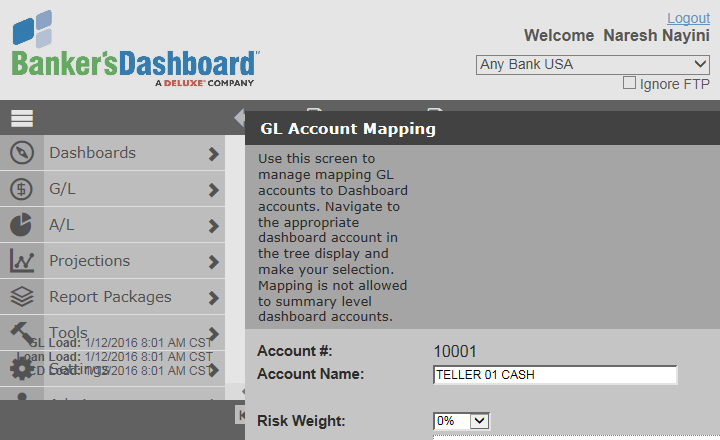 Logout
Welcome Naresh Nayini
Banker'sDashboard™
A DELUXE® COMPANY
Any Bank USA
Ignore FTP
GL Account Mapping
Dashboards
G/L
A/L
Projections
Report Packages
Tools
GL Load: 1/12/2016 8:01 AM CST
Loan Load: 1/12/2016 8:01 AM CST
Settings
CD Load: 1/12/2016 8:01 AM CST
Use this screen to
manage mapping GL
accounts to Dashboard
accounts. Navigate to
the appropriate
dashboard account in
the tree display and
make your selection.
Mapping is not allowed
to summary level
dashboard accounts.
Account #: 10001
Account Name: TELLER 01 CASH
Risk Weight: 0%